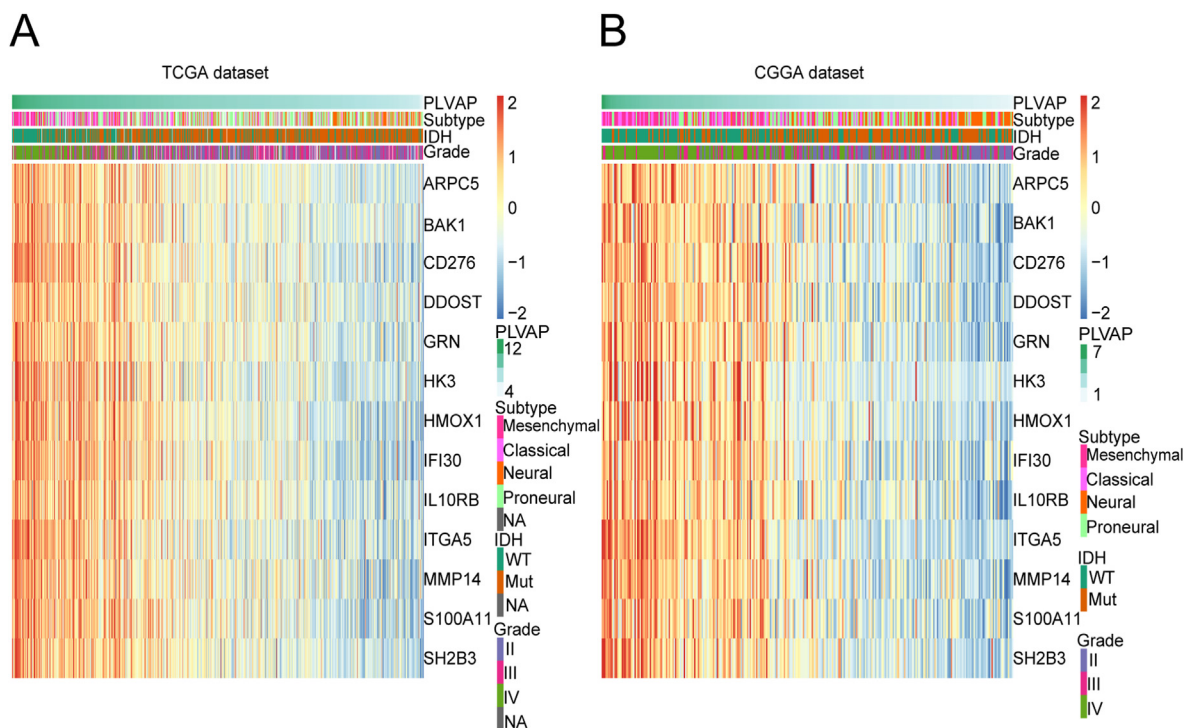 A
TCGA dataset
PLVAP
Subtype
IDH
Grade
ARPC5
BAK1
CD276
DDOST
GRN
HK3
HMOX1
IFI30
IL10RB
ITGA5
MMP14
S100A11
SH2B3
2
1
0
−1
−2
PLVAP
12
4
Subtype
Mesenchymal
Classical
Neural
Proneural
NA
IDH
WT
Mut
NA
Grade
II
III
IV
NA
B
CGGA dataset
PLVAP
Subtype
IDH
Grade
ARPC5
BAK1
CD276
DDOST
GRN
HK3
HMOX1
IFI30
IL10RB
ITGA5
MMP14
S100A11
SH2B3
2
1
0
−1
−2
PLVAP
7
1
Subtype
Mesenchymal
Classical
Neural
Proneural
IDH
WT
Mut
Grade
II
III
IV